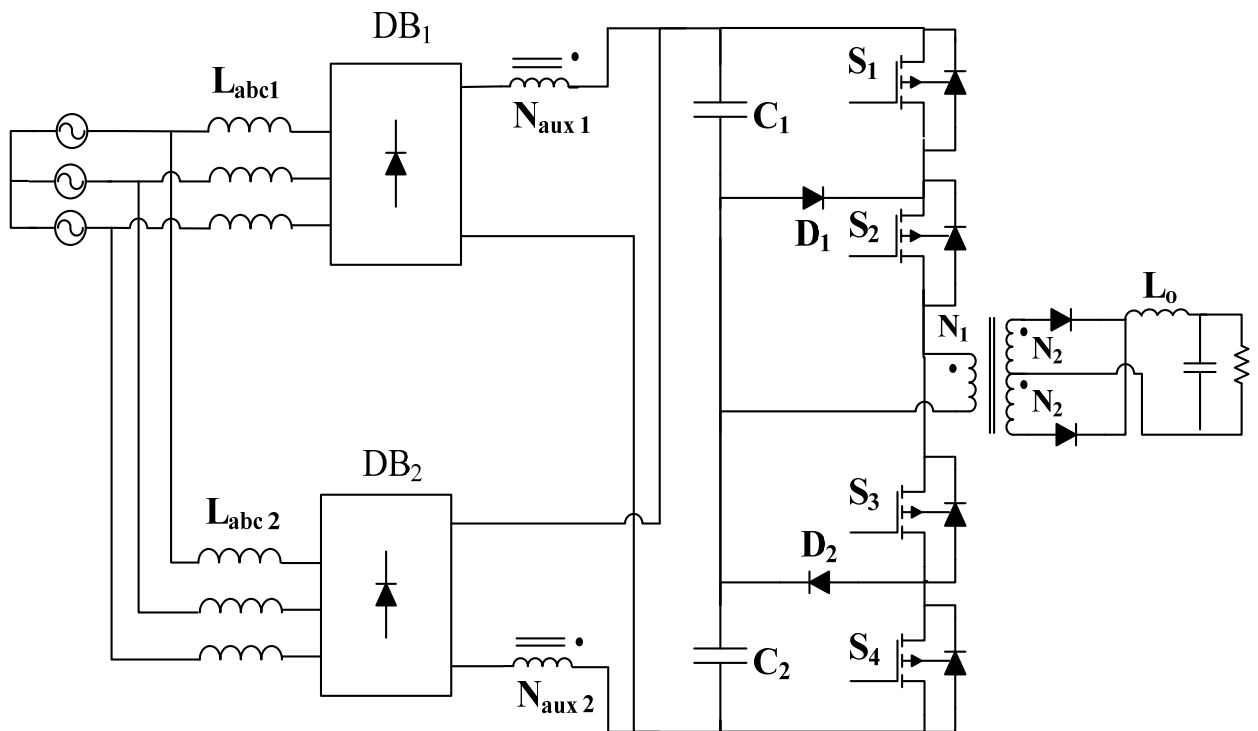 DB₁
Labc1
Naux 1
C₁
S₁
D₁
S₂
N₁
Lo
N₂
N₂
DB₂
Labc 2
Naux 2
S₃
D₂
C₂
S₄